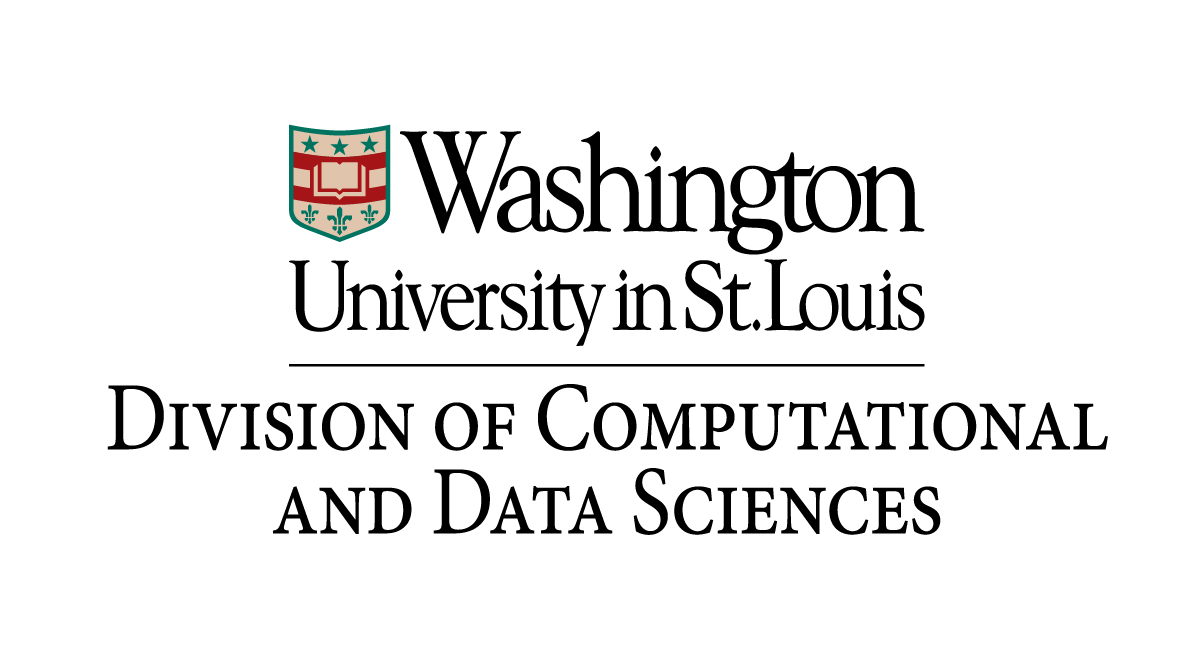 Washington
University in St. Louis
Division of Computational
and Data Sciences